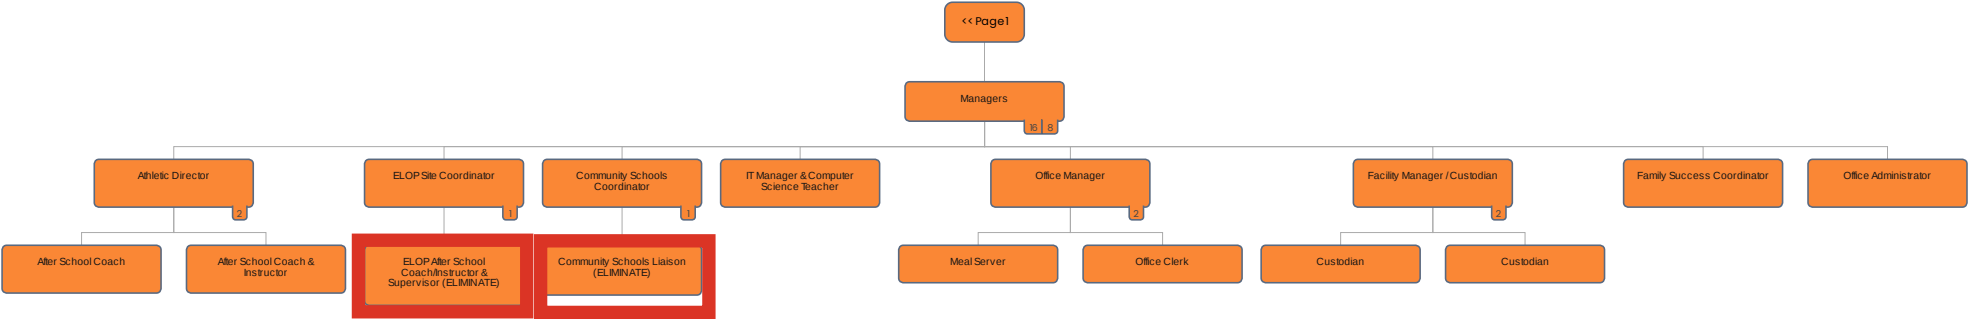 << Page1
Managers
16 8
Athletic Director
2
ELOP Site Coordinator
1
Community Schools
Coordinator
1
IT Manager & Computer
Science Teacher
Office Manager
2
Facility Manager / Custodian
2
Family Success Coordinator
Office Administrator
After School Coach
After School Coach &
Instructor
ELOP After School
Coach/Instructor &
Supervisor (ELIMINATE)
Community Schools Liaison
(ELIMINATE)
Meal Server
Office Clerk
Custodian
Custodian